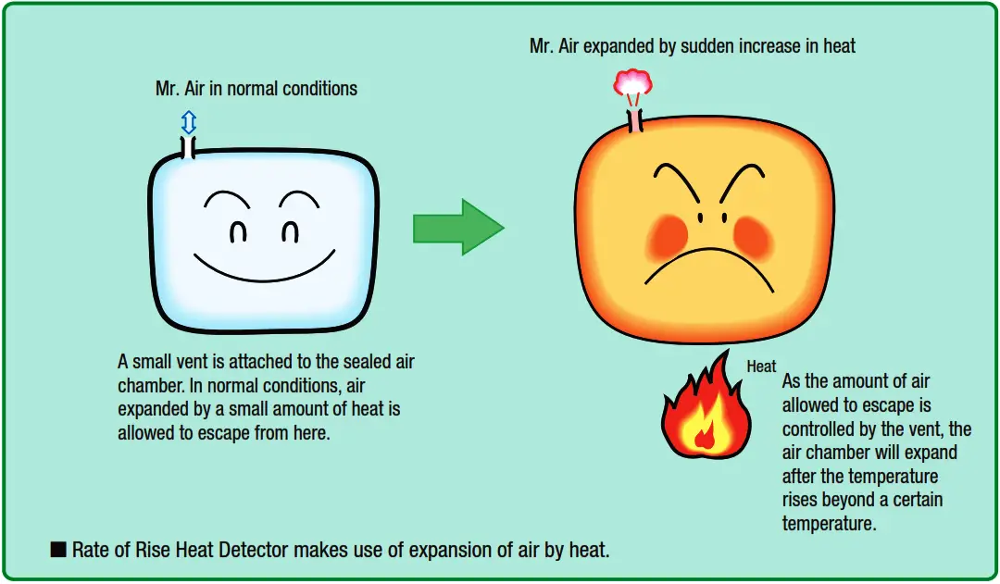 Mr. Air in normal conditions
A small vent is attached to the sealed air
chamber. In normal conditions, air
expanded by a small amount of heat is
allowed to escape from here.
Mr. Air expanded by sudden increase in heat
Heat
As the amount of air
allowed to escape is
controlled by the vent, the
air chamber will expand
after the temperature
rises beyond a certain
temperature.
■ Rate of Rise Heat Detector makes use of expansion of air by heat.